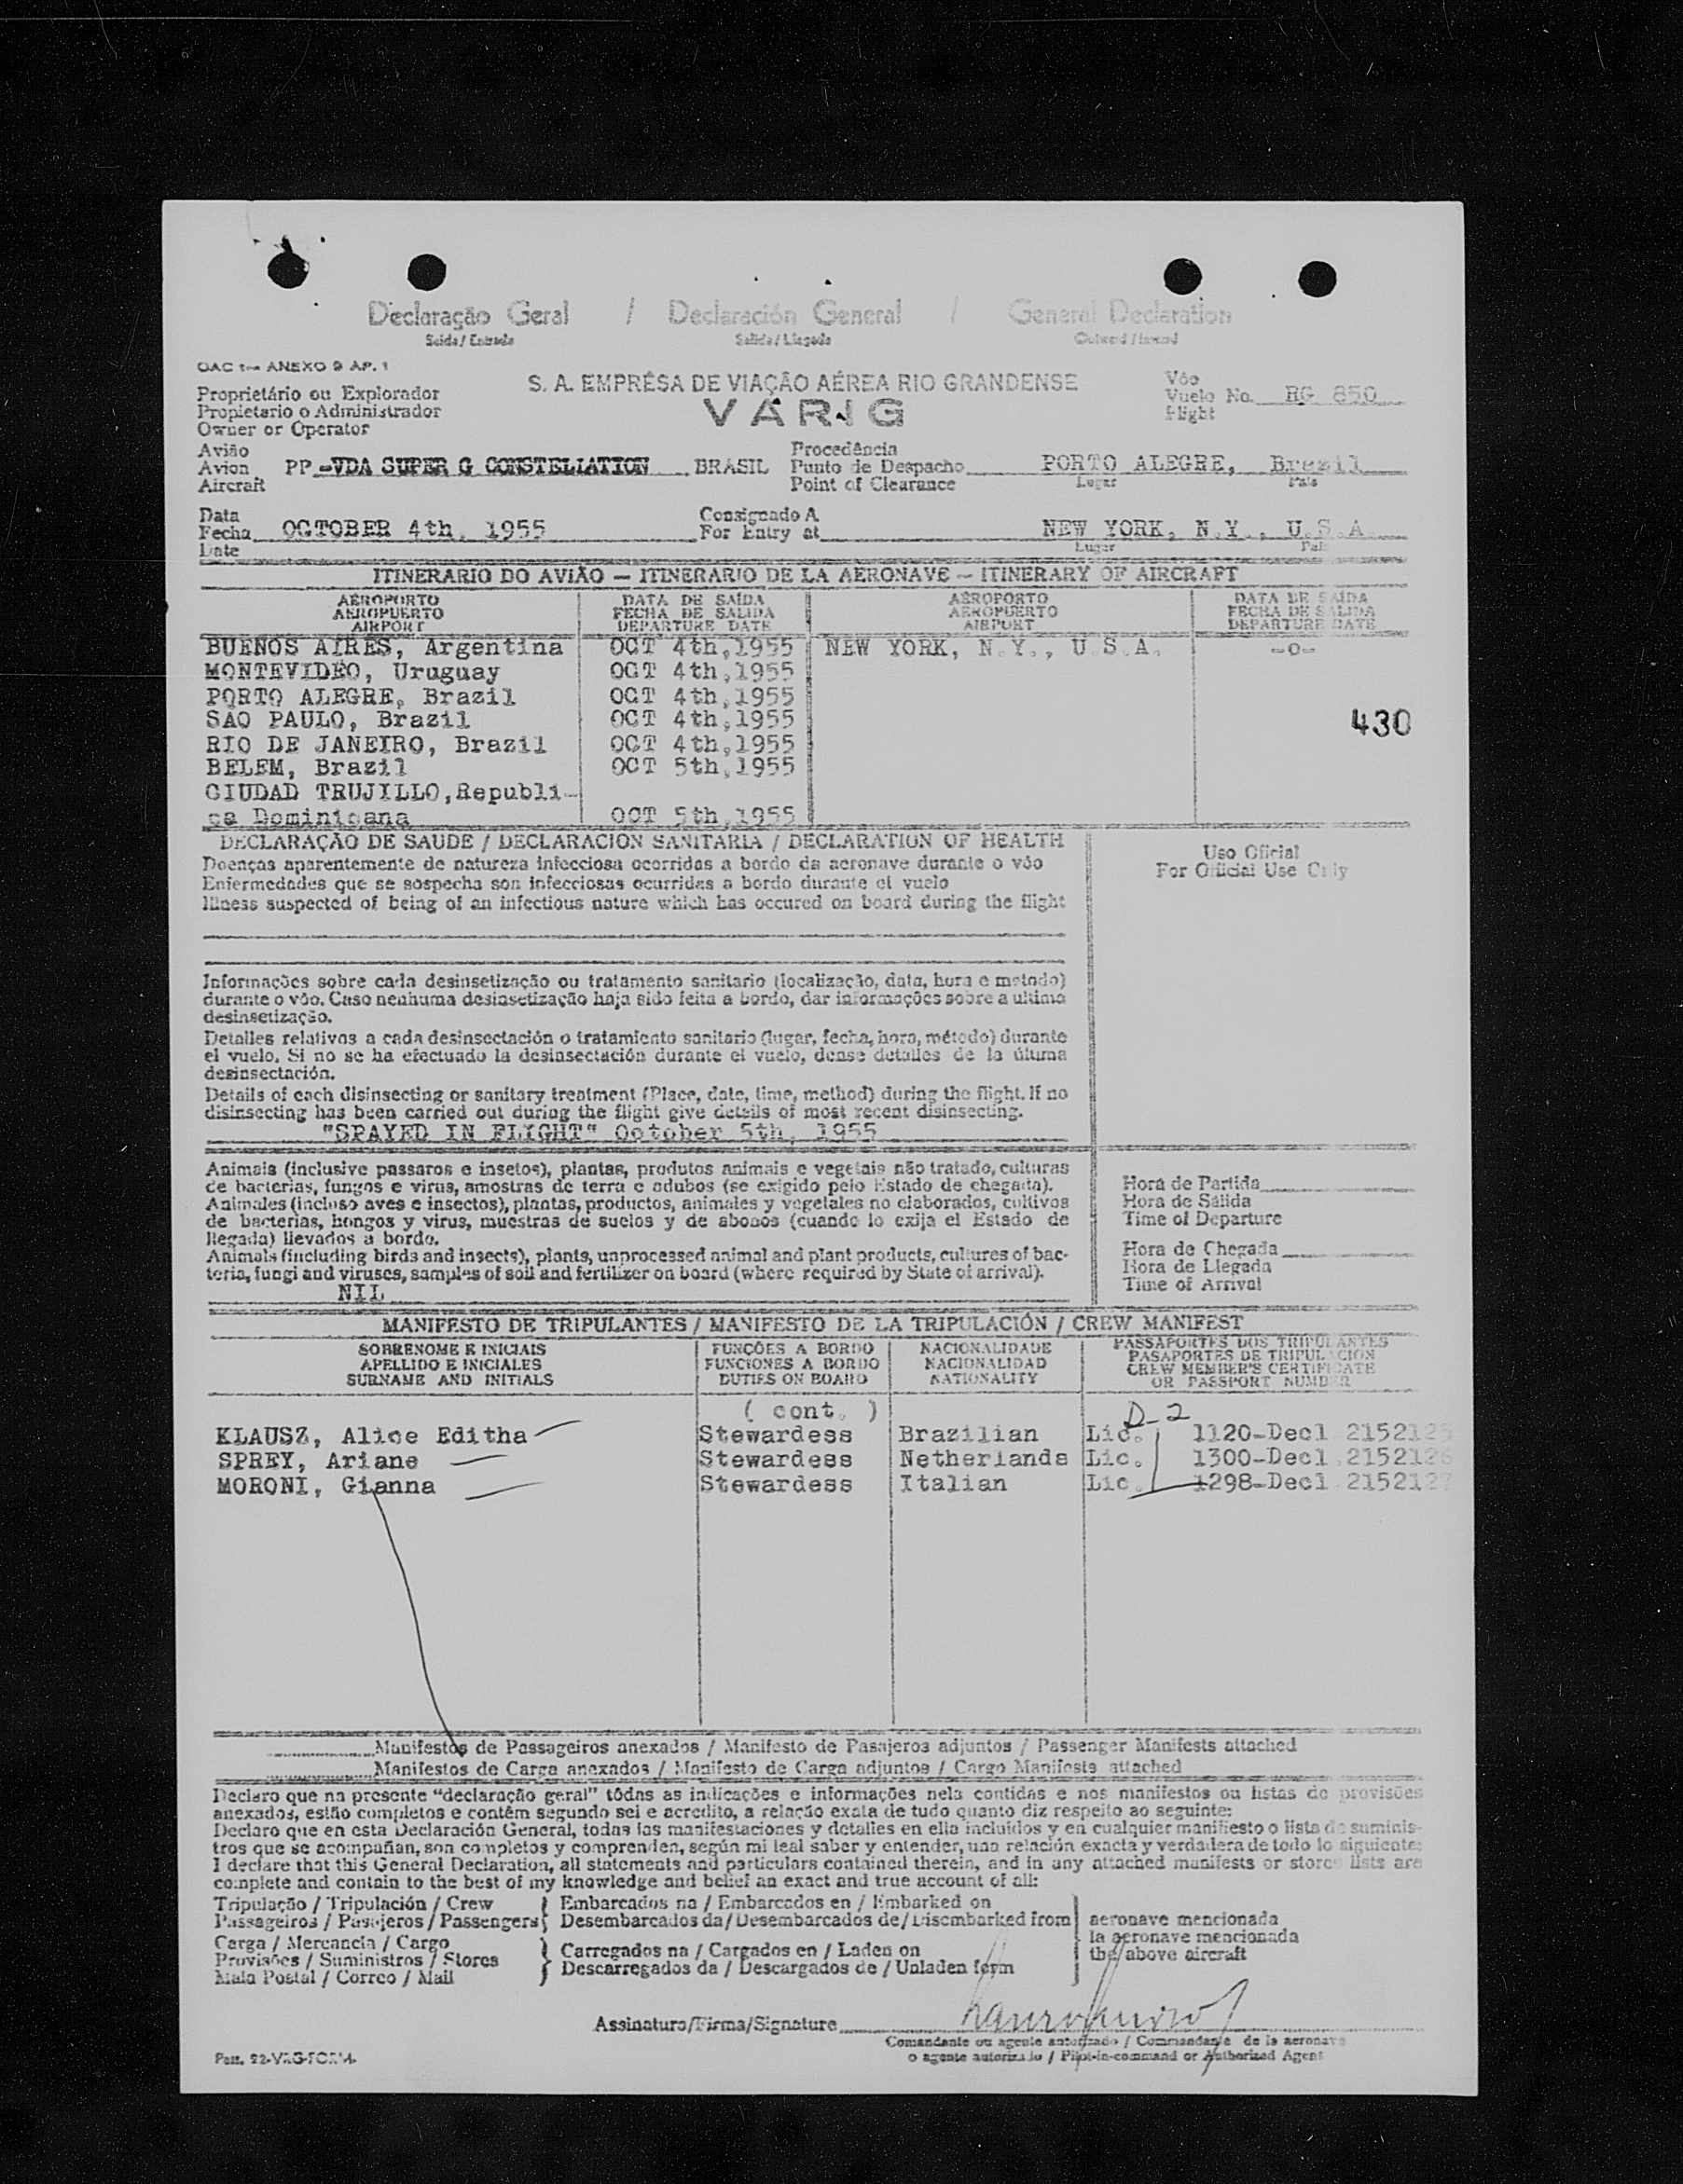 Declaração Geral / Declaración General / General Declaration
Saida / Entrada Salida / Llegada Outward / Inward
OAC ANEXO 9 AP. 1
Proprietário ou Explorador
Propietario o Administrador
Owner or Operator
S. A. EMPRÊSA DE VIAÇÃO AÉREA RIO GRANDENSE
VARIG
Vôo
Vuelo No. RG 850
Flight
Avião
Avion PP-VDA SUPER G CONSTELLATION BRASIL
Aircraft
Procedência
Punto de Despacho PORTO ALEGRE, Brazil
Point of Clearance Lugar Pais
Data
Fecha OCTOBER 4th, 1955
Date
Consignado A
For Entry at NEW YORK, N.Y., U.S.A
Lugar Pais
ITINERARIO DO AVIÃO — ITINERARIO DE LA AERONAVE — ITINERARY OF AIRCRAFT
AEROPORTO DATA DE SAÍDA AEROPORTO DATA DE SAÍDA
AEROPUERTO FECHA DE SALIDA AEROPUERTO FECHA DE SALIDA
AIRPORT DEPARTURE DATE AIRPORT DEPARTURE DATE
BUENOS AIRES, Argentina OCT 4th,1955 NEW YORK, N.Y., U.S.A. -o-
MONTEVIDEO, Uruguay OCT 4th,1955
PORTO ALEGRE, Brazil OCT 4th,1955
SAO PAULO, Brazil OCT 4th,1955 430
RIO DE JANEIRO, Brazil OCT 4th,1955
BELEM, Brazil OCT 5th,1955
CIUDAD TRUJILLO,Republi-
ca Dominicana OCT 5th,1955
DECLARAÇÃO DE SAUDE / DECLARACION SANITARIA / DECLARATION OF HEALTH
Doenças aparentemente de natureza infecciosa ocorridas a bordo da aeronave durante o vôo
Enfermedades que se sospecha son infecciosas ocurridas a bordo durante el vuelo
Illness suspected of being of an infectious nature which has occured on board during the flight
Uso Oficial
For Official Use Only
Informações sobre cada desinsetização ou tratamento sanitario (localização, data, hora e metodo)
durante o vôo. Caso nenhuma desinsetização haja sido feita a bordo, dar informações sobre a ultima
desinsetização.
Detalles relativos a cada desinsectación o tratamiento sanitario (lugar, fecha, hora, método) durante
el vuelo. Si no se ha efectuado la desinsectación durante el vuelo, dense detalles de la última
desinsectación.
Details of each disinsecting or sanitary treatment (Place, date, time, method) during the flight. If no
disinsecting has been carried out during the flight give details of most recent disinsecting.
"SPAYED IN FLIGHT" October 5th, 1955
Animais (inclusive passaros e insetos), plantas, produtos animais e vegetais não tratado, culturas
de bacterias, fungos e virus, amostras de terra e adubos (se exigido pelo Estado de chegada).
Animales (incluso aves e insectos), plantas, productos, animales y vegetales no elaborados, cultivos
de bacterias, hongos y virus, muestras de suelos y de abonos (cuando lo exija el Estado de
llegada) llevados a bordo.
Animals (including birds and insects), plants, unprocessed animal and plant products, cultures of bac-
teria, fungi and viruses, samples of soil and fertilizer on board (where required by State of arrival).
NIL
Hora de Partida
Hora de Salida
Time of Departure
Hora de Chegada
Hora de Llegada
Time of Arrival
MANIFESTO DE TRIPULANTES / MANIFESTO DE LA TRIPULACIÓN / CREW MANIFEST
SOBRENOME E INICIAIS FUNÇÕES A BORDO NACIONALIDADE PASSAPORTES DOS TRIPULANTES
APELLIDO E INICIALES FUNCIONES A BORDO NACIONALIDAD PASAPORTES DE TRIPULACION
SURNAME AND INITIALS DUTIES ON BOARD NATIONALITY CREW MEMBER'S CERTIFICATE
OR PASSPORT NUMBER
( cont. ) D-2
KLAUSZ, Alice Editha Stewardess Brazilian Lic. 1120-Decl 2152125
SPREY, Ariane Stewardess Netherlands Lic. 1300-Decl.2152126
MORONI, Gianna Stewardess Italian Lic. 1298-Decl.2152127
Manifestos de Passageiros anexados / Manifesto de Pasajeros adjuntos / Passenger Manifests attached
Manifestos de Carga anexados / Manifesto de Carga adjuntos / Cargo Manifests attached
Declaro que na presente "declaração geral" tôdas as indicações e informações nela contidas e nos manifestos ou listas de provisões
anexados, estão completos e contêm segundo sei e acredito, a relação exata de tudo quanto diz respeito ao seguinte:
Declaro que en esta Declaración General, todas las manifestaciones y detalles en ella incluidos y en cualquier manifiesto o lista de suminis-
tros que se acompañan, son completos y comprenden, según mi leal saber y entender, una relación exacta y verdadera de todo lo siguiente:
I declare that this General Declaration, all statements and particulars contained therein, and in any attached manifests or stores lists are
complete and contain to the best of my knowledge and belief an exact and true account of all:
Tripulação / Tripulación / Crew Embarcados na / Embarcados en / Embarked on
Passageiros / Pasajeros / Passengers Desembarcados da / Desembarcados de / Disembarked from aeronave mencionada
Carga / Mercancia / Cargo la aeronave mencionada
Provisões / Suministros / Stores Carregados na / Cargados en / Laden on the above aircraft
Mala Postal / Correo / Mail Descarregados da / Descargados de / Unladen form
Assinatura/Firma/Signature
Comandante ou agente autorizado / Commandante de la aeronave
o agente autorizado / Pilot-in-command or Authorized Agent